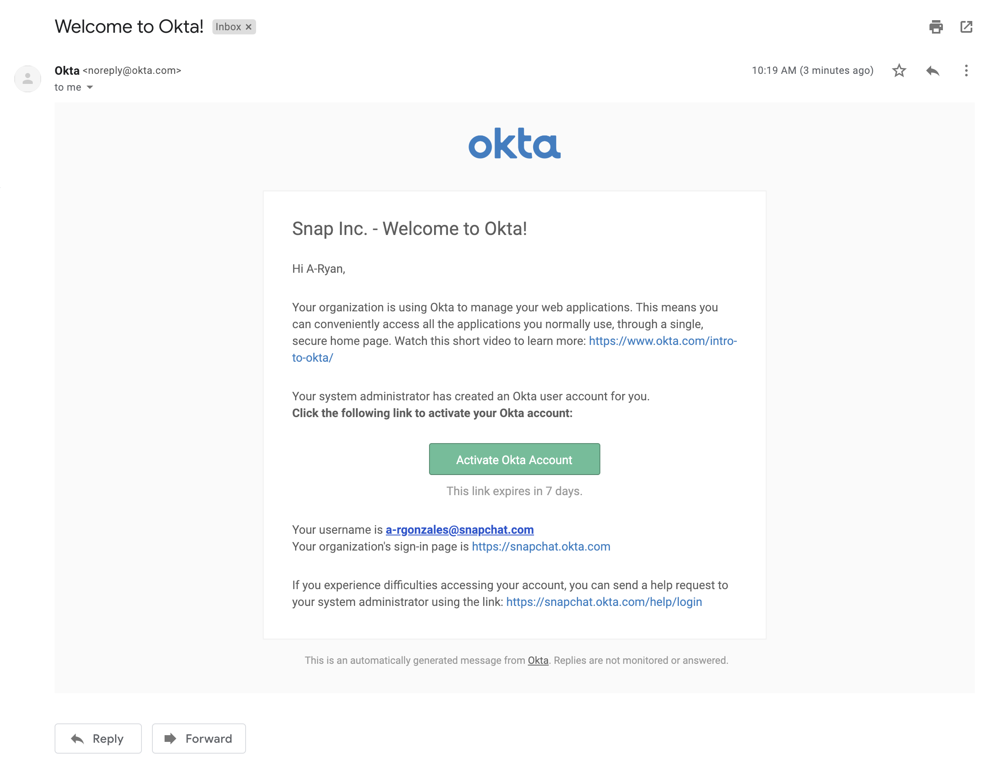 Welcome to Okta! Inbox ×
Okta <noreply@okta.com>
10:19 AM (3 minutes ago)
to me
okta
Snap Inc. - Welcome to Okta!
Hi A-Ryan,
Your organization is using Okta to manage your web applications. This means you
can conveniently access all the applications you normally use, through a single,
secure home page. Watch this short video to learn more: https://www.okta.com/intro-
to-okta/
Your system administrator has created an Okta user account for you.
Click the following link to activate your Okta account:
Activate Okta Account
This link expires in 7 days.
Your username is a-rgonzales@snapchat.com
Your organization's sign-in page is https://snapchat.okta.com
If you experience difficulties accessing your account, you can send a help request to
your system administrator using the link: https://snapchat.okta.com/help/login
This is an automatically generated message from Okta. Replies are not monitored or answered.
Reply
Forward